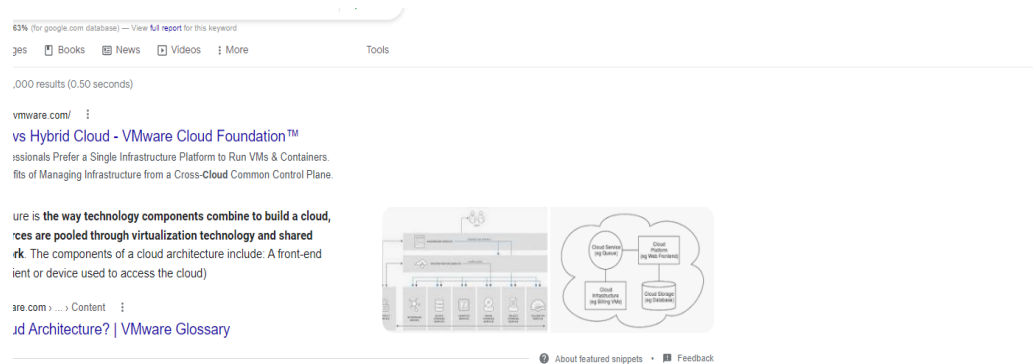 63% (for google.com database) — View full report for this keyword
ges Books News Videos More Tools
,000 results (0.50 seconds)
vmware.com/
vs Hybrid Cloud - VMware Cloud Foundation™
essionals Prefer a Single Infrastructure Platform to Run VMs & Containers.
fits of Managing Infrastructure from a Cross-Cloud Common Control Plane.
ure is the way technology components combine to build a cloud,
rces are pooled through virtualization technology and shared
rk. The components of a cloud architecture include: A front-end
ient or device used to access the cloud)
are.com › ... › Content
ud Architecture? | VMware Glossary
Cloud Service
(eg Queue)
Cloud
Platform
(eg Web Frontend)
Cloud
Infrastructure
(eg Billing VMs)
Cloud Storage
(eg Database)
About featured snippets • Feedback